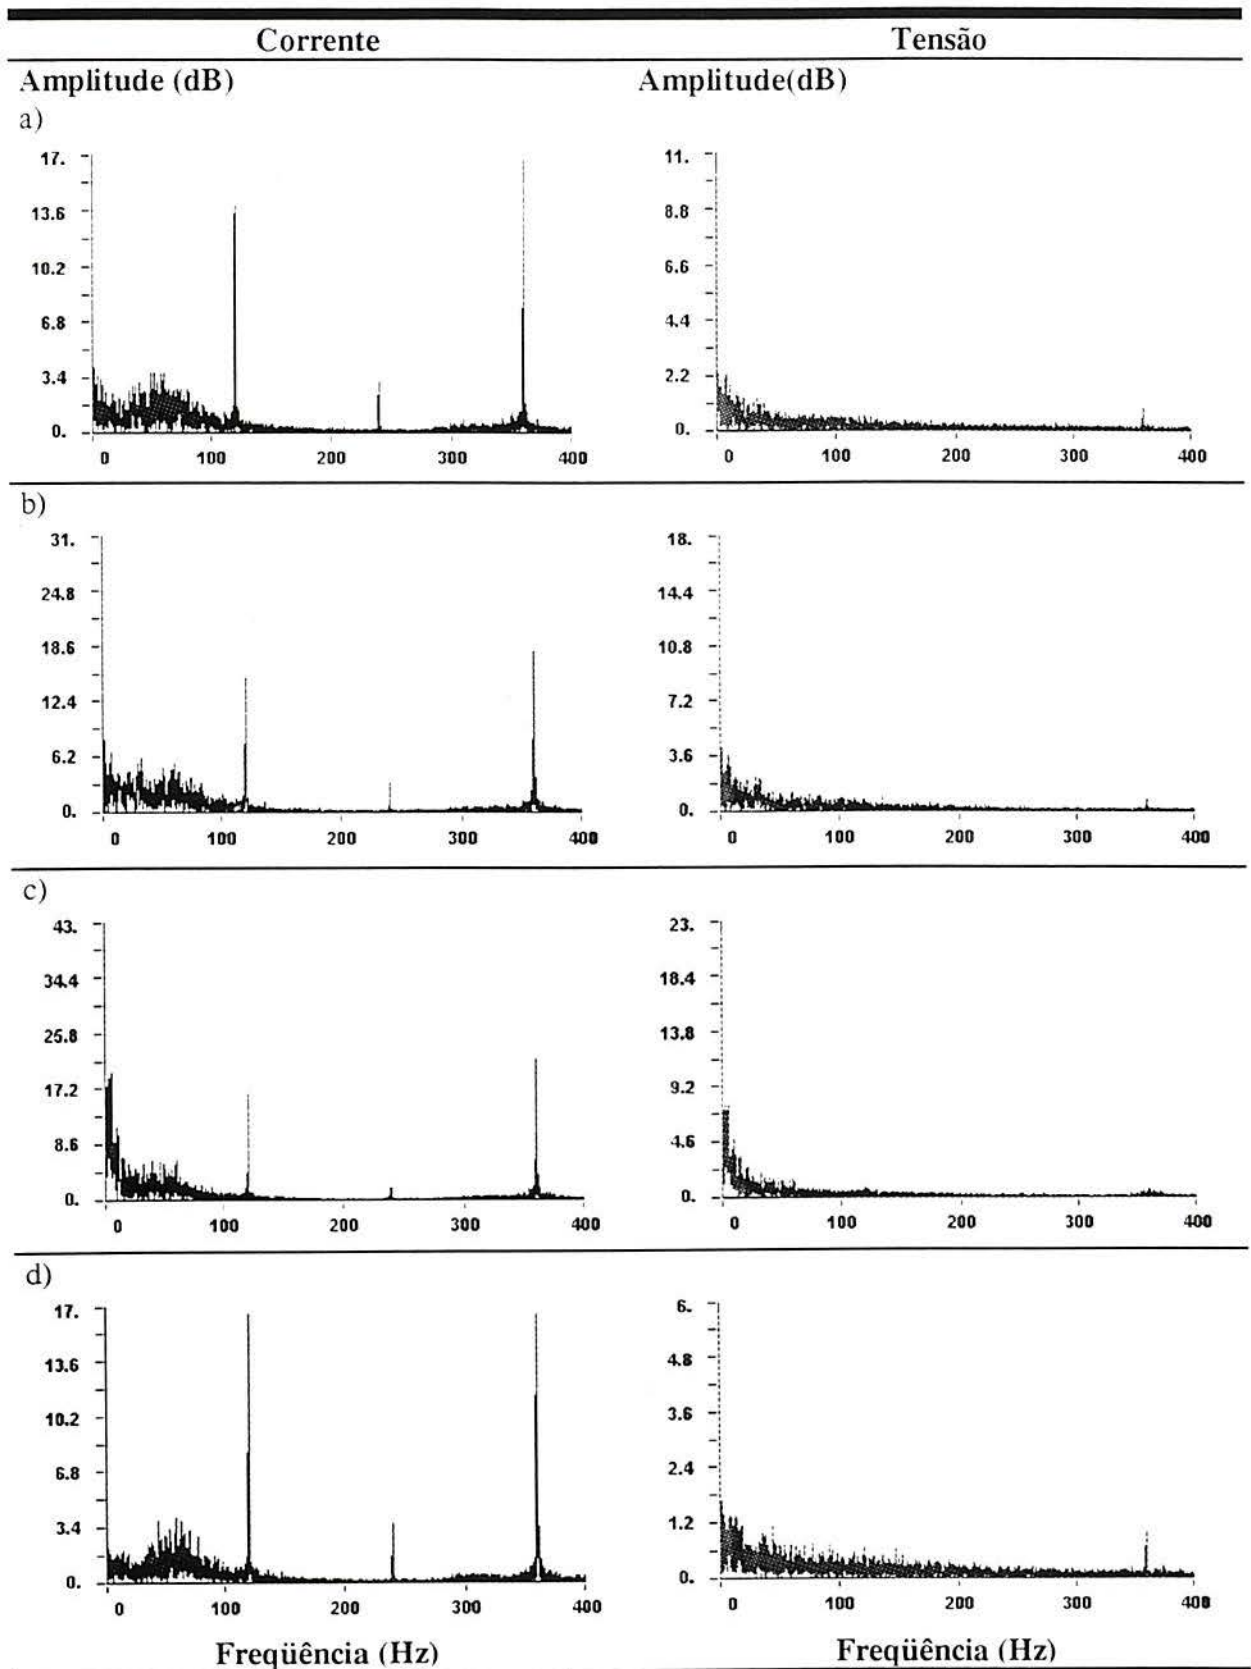 Corrente Tensão
Amplitude (dB) Amplitude(dB)
a)
17. 11.
13.6 8.8
10.2 6.6
6.8 4.4
3.4 2.2
0. 0.
0 100 200 300 400 0 100 200 300 400
b)
31. 18.
24.8 14.4
18.6 10.8
12.4 7.2
6.2 3.6
0. 0.
0 100 200 300 400 0 100 200 300 400
c)
43. 23.
34.4 18.4
25.8 13.8
17.2 9.2
8.6 4.6
0. 0.
0 100 200 300 400 0 100 200 300 400
d)
17. 6.
13.6 4.8
10.2 3.6
6.8 2.4
3.4 1.2
0. 0.
0 100 200 300 400 0 100 200 300 400
Freqüência (Hz) Freqüência (Hz)